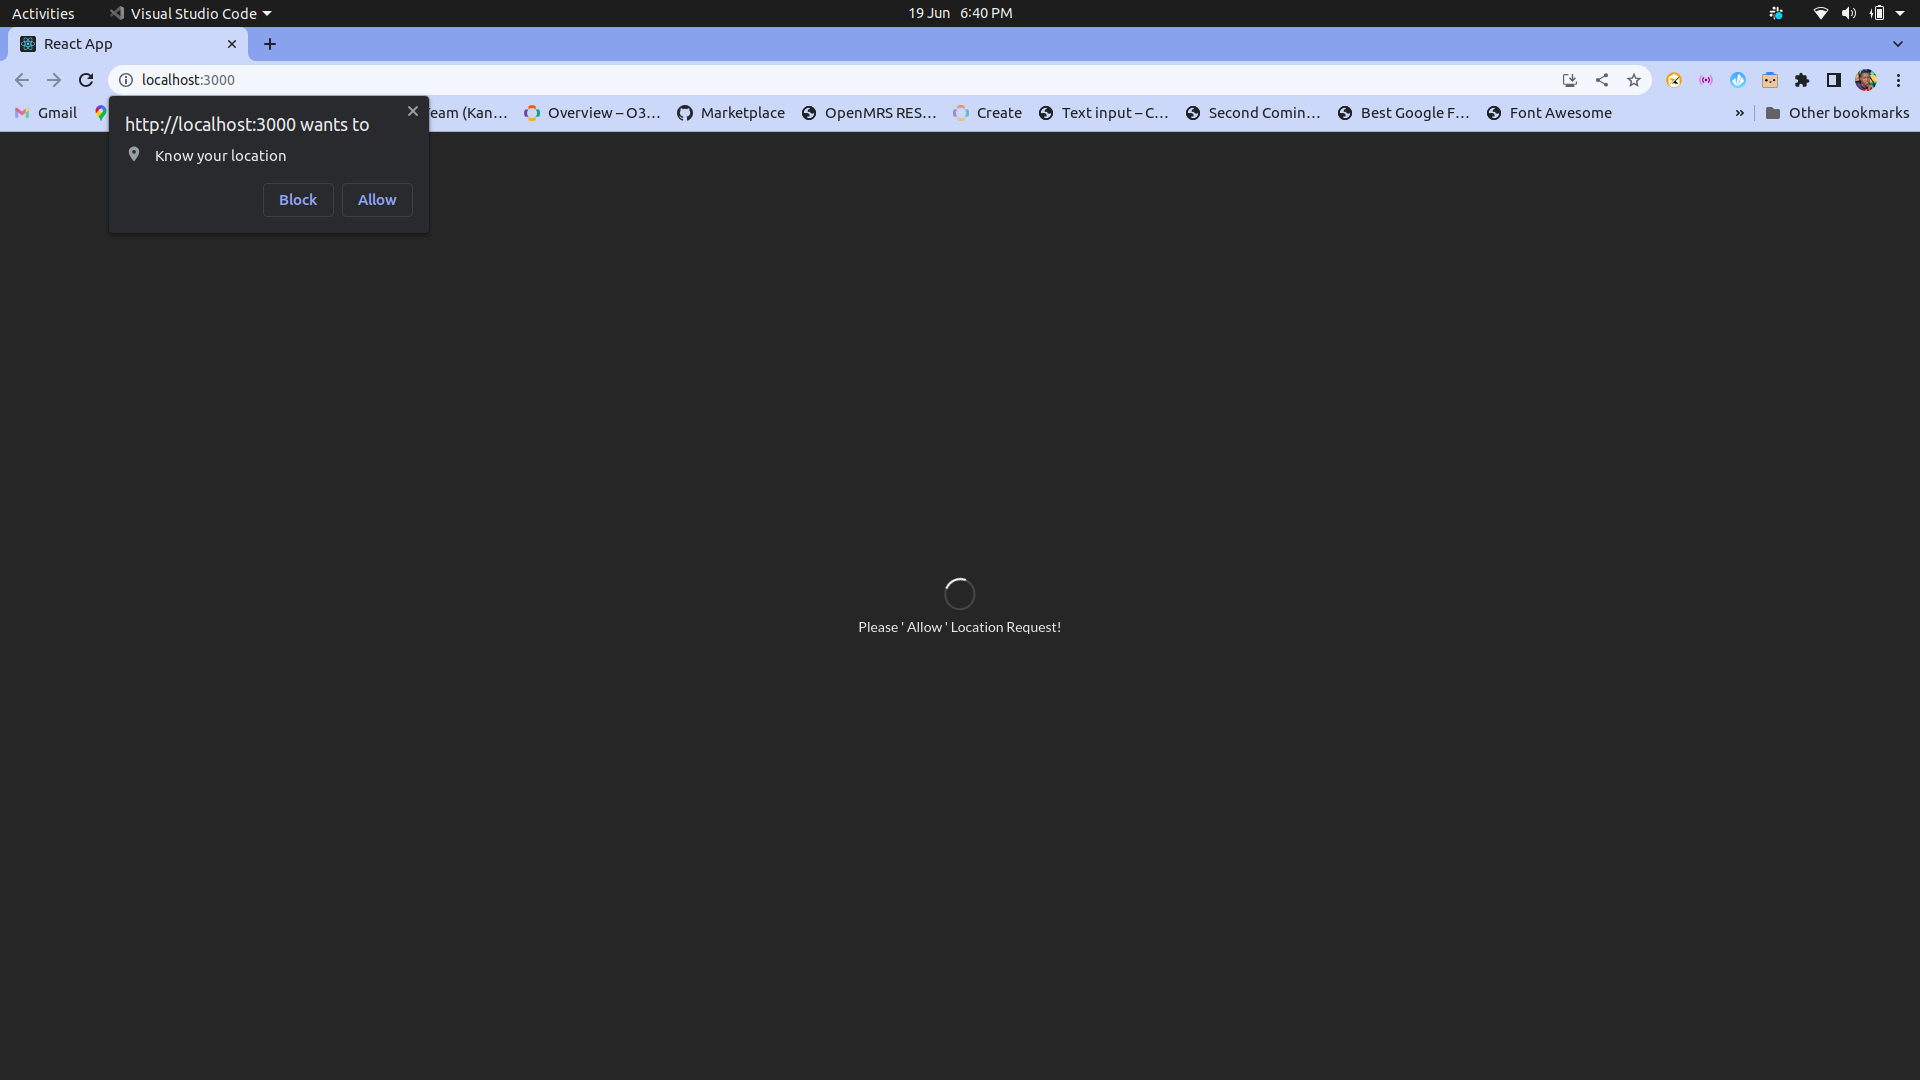 Activities
Visual Studio Code
19 Jun 6:40 PM
React App
localhost:3000
Gmail
eam (Kan...
Overview – O3...
Marketplace
OpenMRS RES...
Create
Text input – C...
Second Comin...
Best Google F...
Font Awesome
»
Other bookmarks
http://localhost:3000 wants to
Know your location
Block
Allow
Please ' Allow ' Location Request!